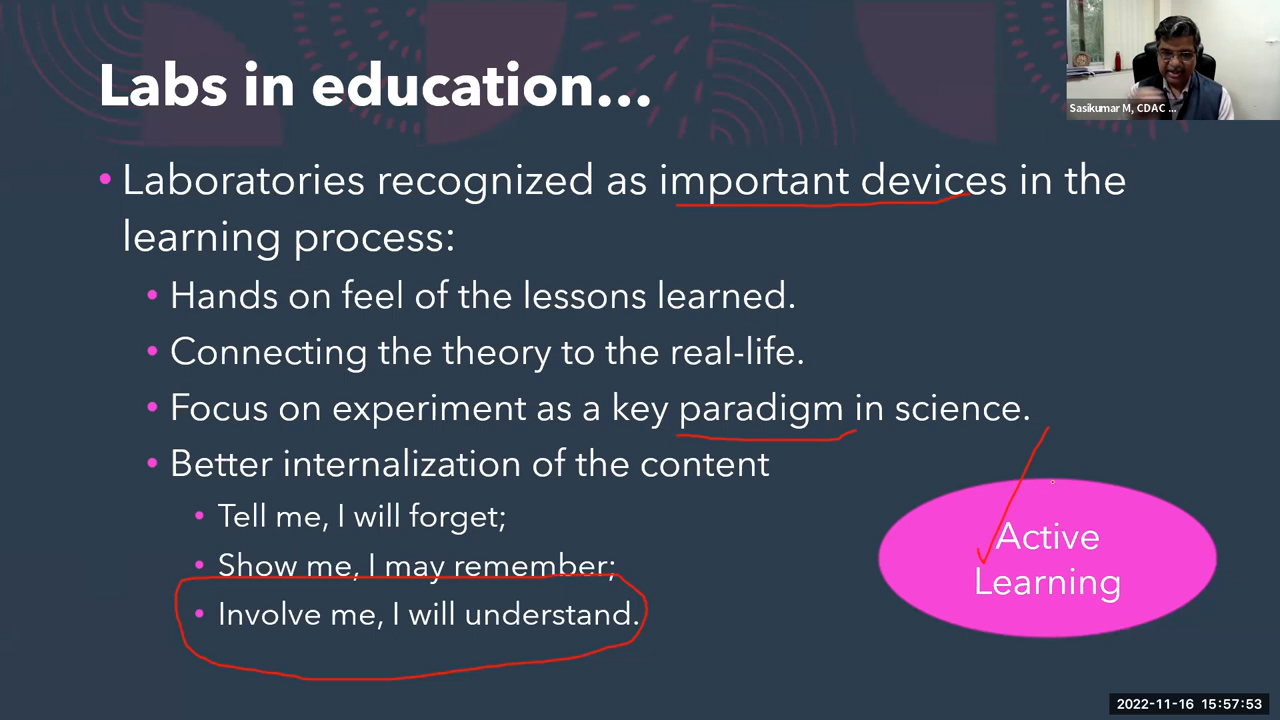 Labs in education...
Sasikumar M, CDAC ...
• Laboratories recognized as important devices in the
learning process:
• Hands on feel of the lessons learned.
• Connecting the theory to the real-life.
• Focus on experiment as a key paradigm in science.
• Better internalization of the content
• Tell me, I will forget;
• Show me, I may remember;
• Involve me, I will understand.
Active
Learning
2022-11-16 15:57:53